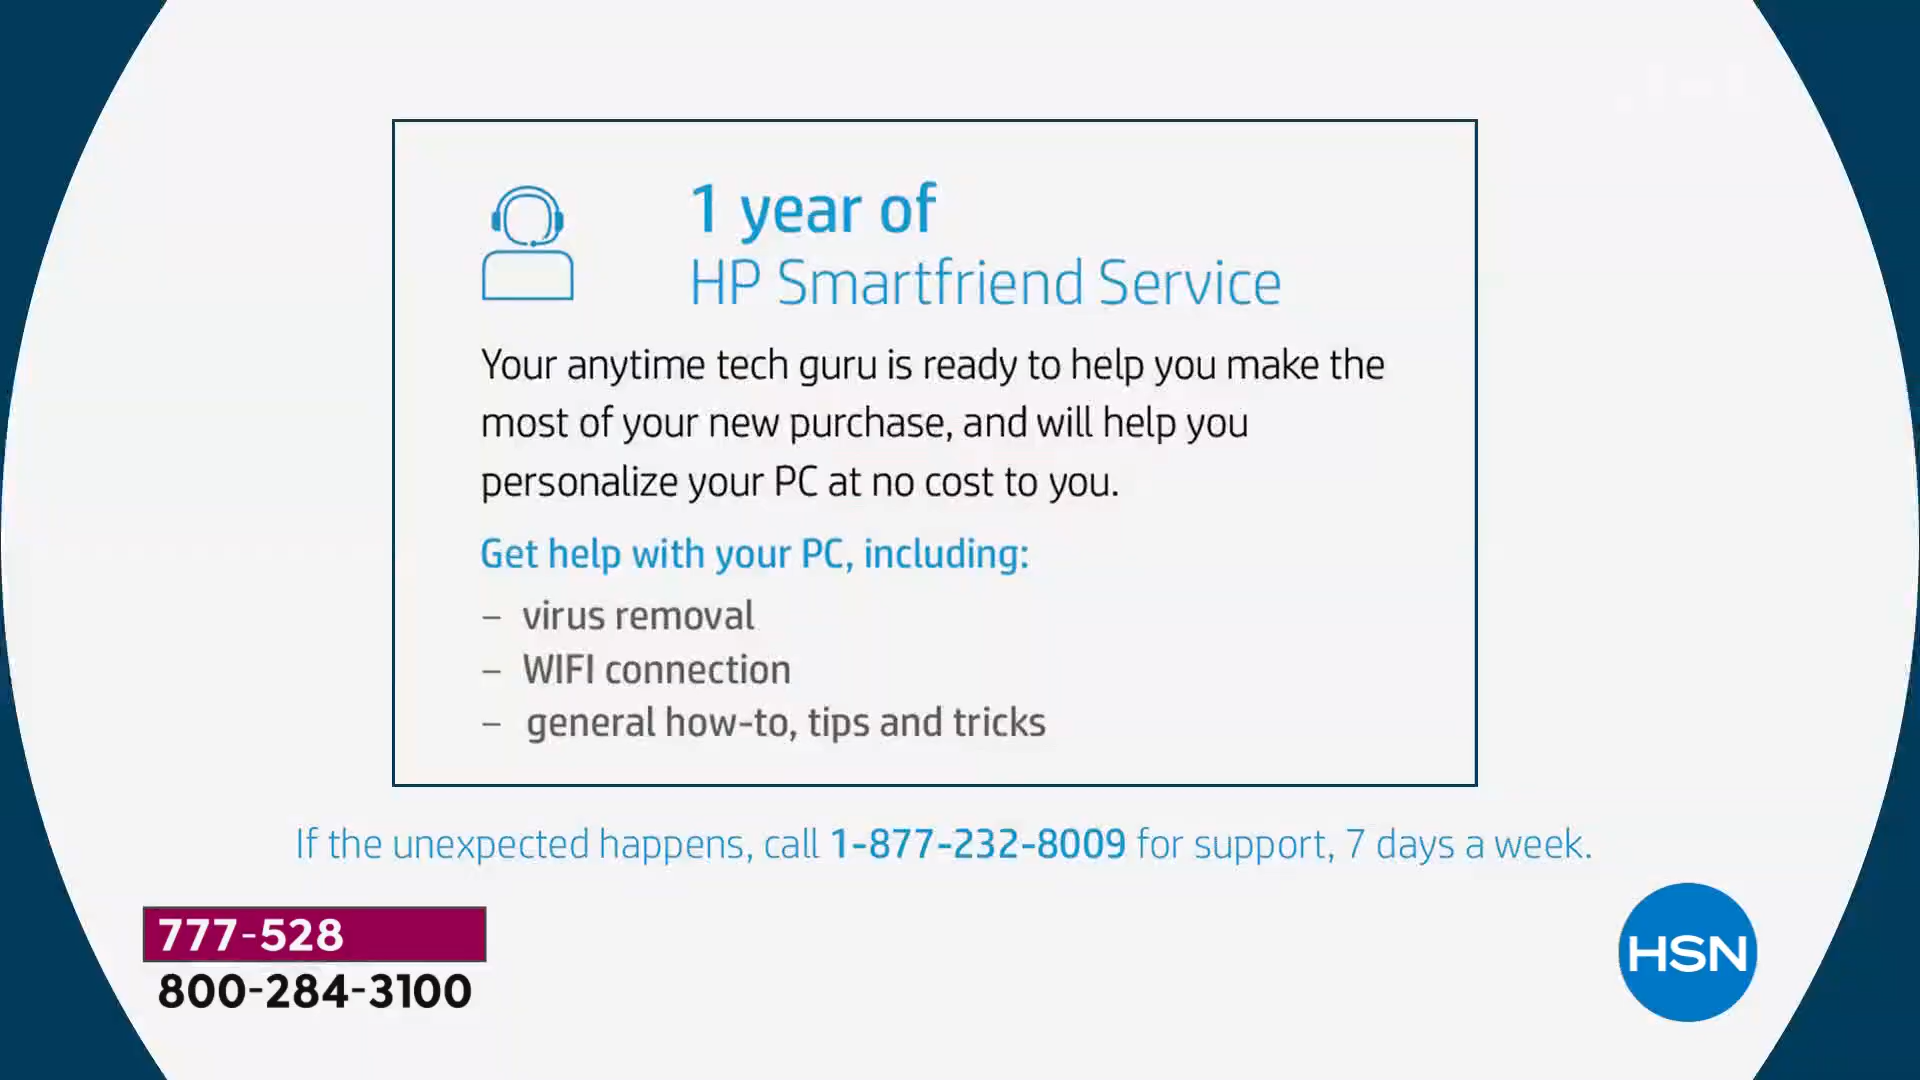 1 year of
HP Smartfriend Service
Your anytime tech guru is ready to help you make the
most of your new purchase, and will help you
personalize your PC at no cost to you.
Get help with your PC, including:
– virus removal
– WIFI connection
– general how-to, tips and tricks
If the unexpected happens, call 1-877-232-8009 for support, 7 days a week.
777-528
800-284-3100
HSN